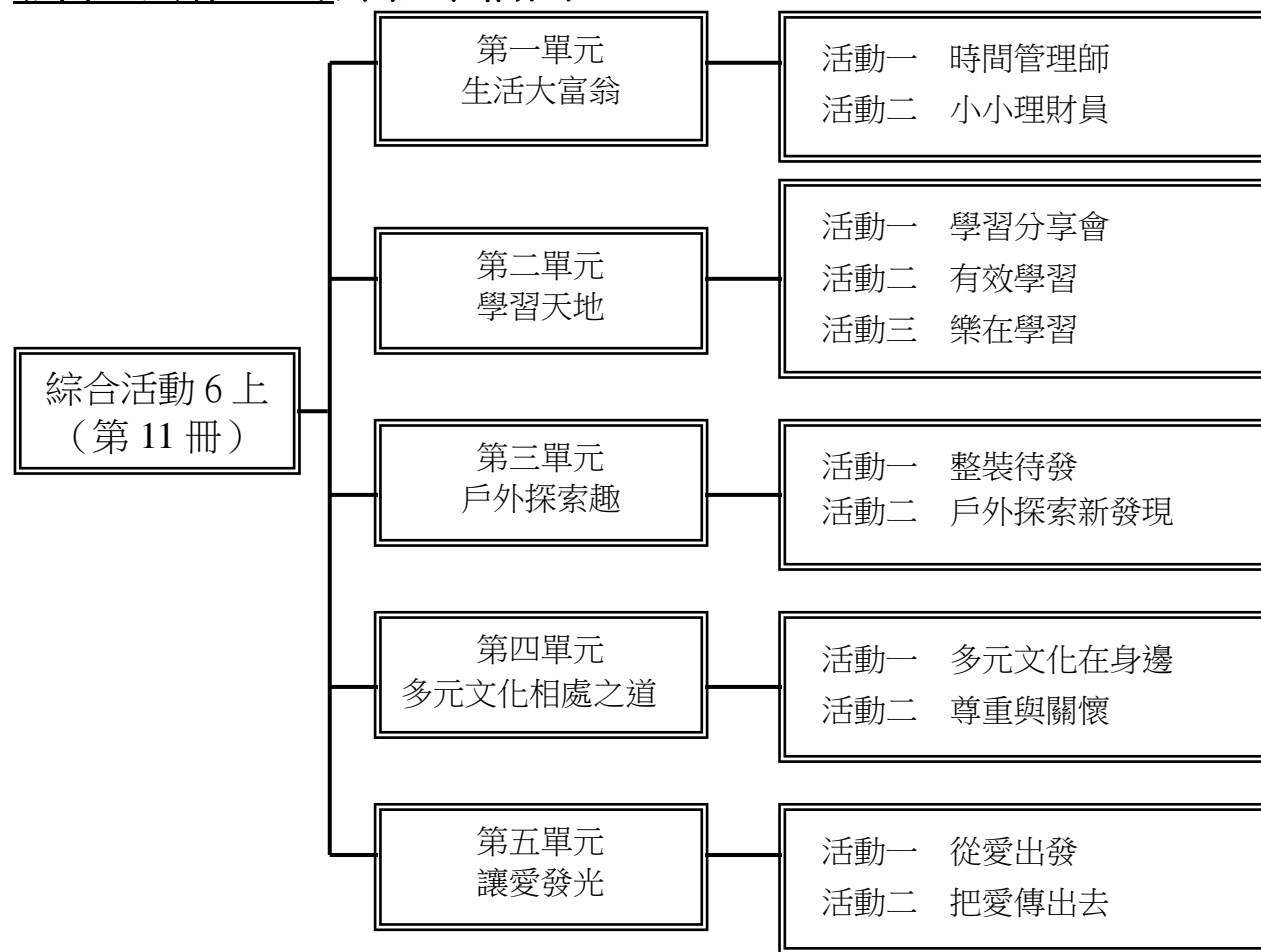 第一單元
生活大富翁
活動一 時間管理師
活動二 小小理財員
第二單元
學習天地
活動一 學習分享會
活動二 有效學習
活動三 樂在學習
綜合活動 6 上
（第 11 冊）
第三單元
戶外探索趣
活動一 整裝待發
活動二 戶外探索新發現
第四單元
多元文化相處之道
活動一 多元文化在身邊
活動二 尊重與關懷
第五單元
讓愛發光
活動一 從愛出發
活動二 把愛傳出去